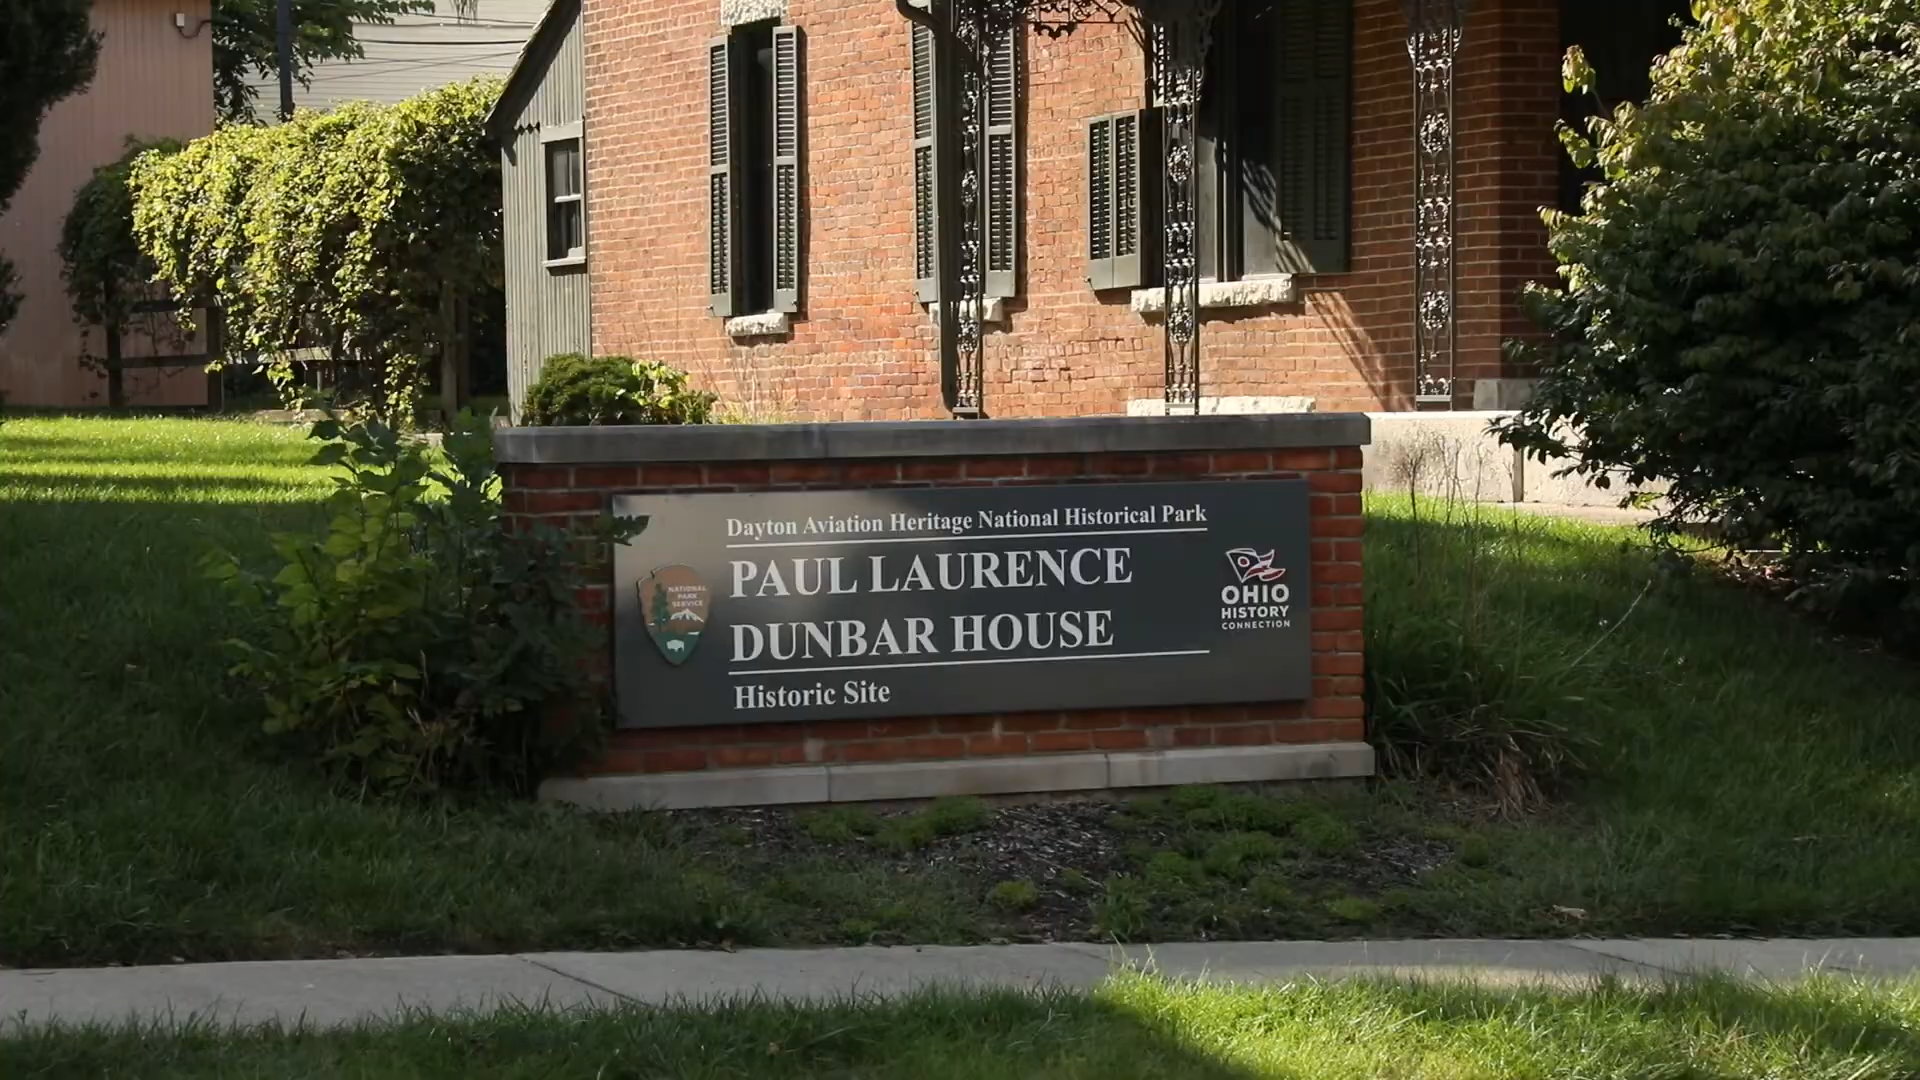 Dayton Aviation Heritage National Historical Park
PAUL LAURENCE
DUNBAR HOUSE
Historic Site
NATIONAL
PARK
SERVICE
OHIO
HISTORY
CONNECTION